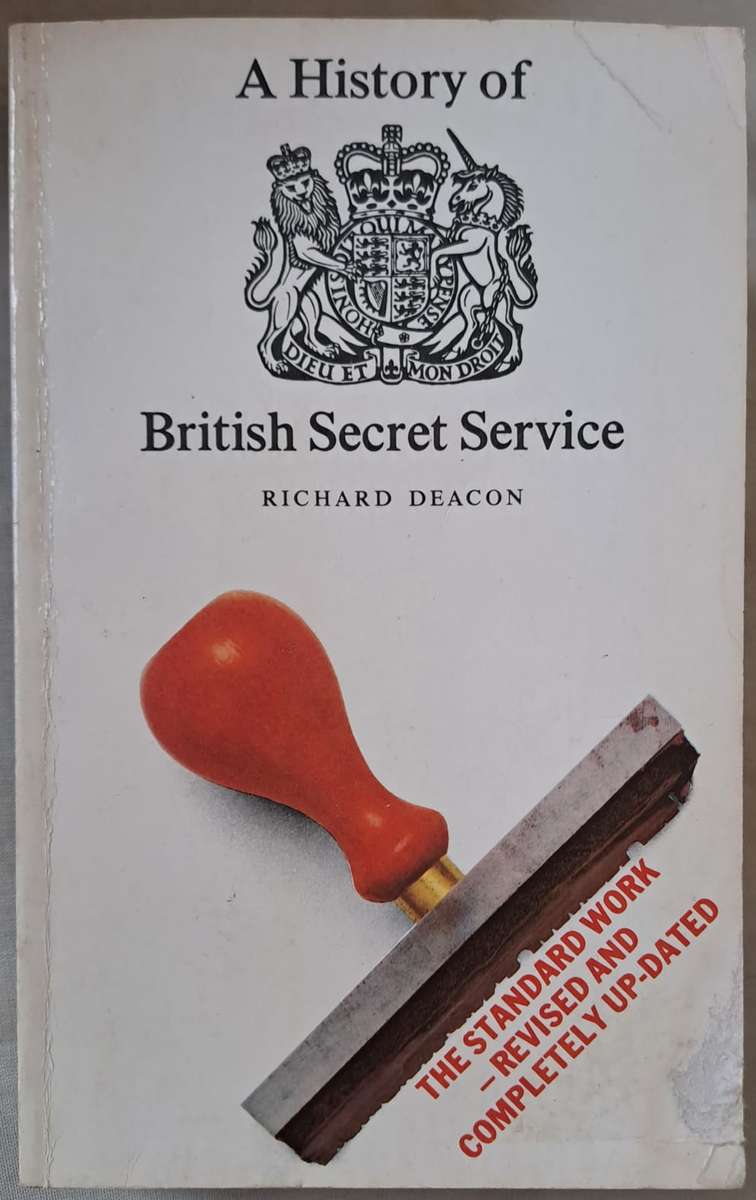 A History of
HONI SOIT QUI MAL Y PENSE
DIEU ET MON DROIT
British Secret Service
RICHARD DEACON
THE STANDARD WORK
– REVISED AND
COMPLETELY UP-DATED